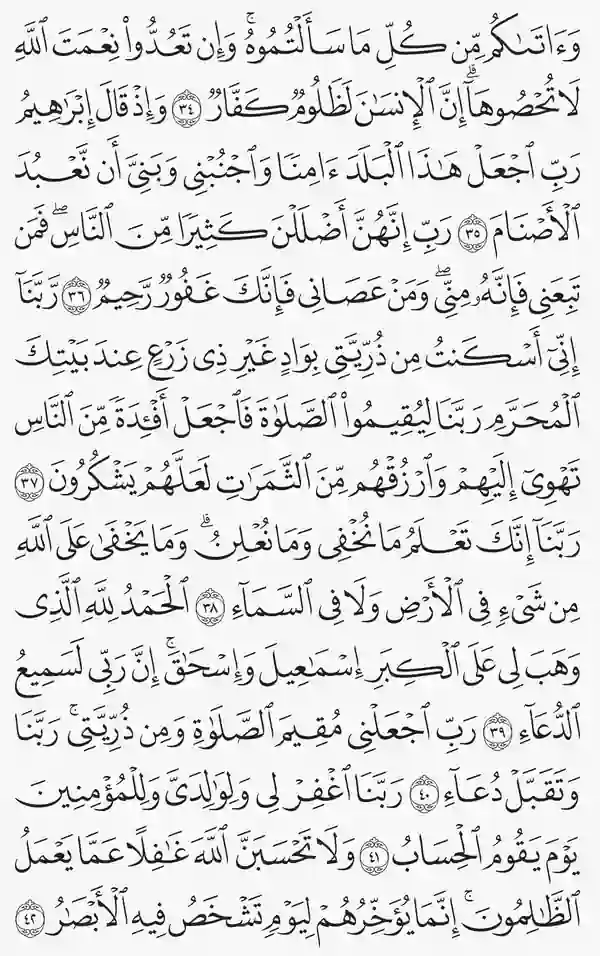 وَءَاتَىٰكُم مِّن كُلِّ مَا سَأَلْتُمُوهُ ۚ وَإِن تَعُدُّوا۟ نِعْمَتَ ٱللَّهِ
لَا تُحْصُوهَآ ۗ إِنَّ ٱلْإِنسَـٰنَ لَظَلُومٌ كَفَّارٌ ٣٤ وَإِذْ قَالَ إِبْرَٰهِيمُ
رَبِّ ٱجْعَلْ هَـٰذَا ٱلْبَلَدَ ءَامِنًا وَٱجْنُبْنِى وَبَنِىَّ أَن نَّعْبُدَ
ٱلْأَصْنَامَ ٣٥ رَبِّ إِنَّهُنَّ أَضْلَلْنَ كَثِيرًا مِّنَ ٱلنَّاسِ ۖ فَمَن
تَبِعَنِى فَإِنَّهُۥ مِنِّى ۖ وَمَنْ عَصَانِى فَإِنَّكَ غَفُورٌ رَّحِيمٌ ٣٦ رَّبَّنَآ
إِنِّىٓ أَسْكَنتُ مِن ذُرِّيَّتِى بِوَادٍ غَيْرِ ذِى زَرْعٍ عِندَ بَيْتِكَ
ٱلْمُحَرَّمِ رَبَّنَا لِيُقِيمُوا۟ ٱلصَّلَوٰةَ فَٱجْعَلْ أَفْـِٔدَةً مِّنَ ٱلنَّاسِ
تَهْوِىٓ إِلَيْهِمْ وَٱرْزُقْهُم مِّنَ ٱلثَّمَرَٰتِ لَعَلَّهُمْ يَشْكُرُونَ ٣٧
رَبَّنَآ إِنَّكَ تَعْلَمُ مَا نُخْفِى وَمَا نُعْلِنُ ۗ وَمَا يَخْفَىٰ عَلَى ٱللَّهِ
مِن شَىْءٍ فِى ٱلْأَرْضِ وَلَا فِى ٱلسَّمَآءِ ٣٨ ٱلْحَمْدُ لِلَّهِ ٱلَّذِى
وَهَبَ لِى عَلَى ٱلْكِبَرِ إِسْمَـٰعِيلَ وَإِسْحَـٰقَ ۚ إِنَّ رَبِّى لَسَمِيعُ
ٱلدُّعَآءِ ٣٩ رَبِّ ٱجْعَلْنِى مُقِيمَ ٱلصَّلَوٰةِ وَمِن ذُرِّيَّتِى ۚ رَبَّنَا
وَتَقَبَّلْ دُعَآءِ ٤٠ رَبَّنَا ٱغْفِرْ لِى وَلِوَٰلِدَىَّ وَلِلْمُؤْمِنِينَ
يَوْمَ يَقُومُ ٱلْحِسَابُ ٤١ وَلَا تَحْسَبَنَّ ٱللَّهَ غَـٰفِلًا عَمَّا يَعْمَلُ
ٱلظَّـٰلِمُونَ ۚ إِنَّمَا يُؤَخِّرُهُمْ لِيَوْمٍ تَشْخَصُ فِيهِ ٱلْأَبْصَـٰرُ ٤٢